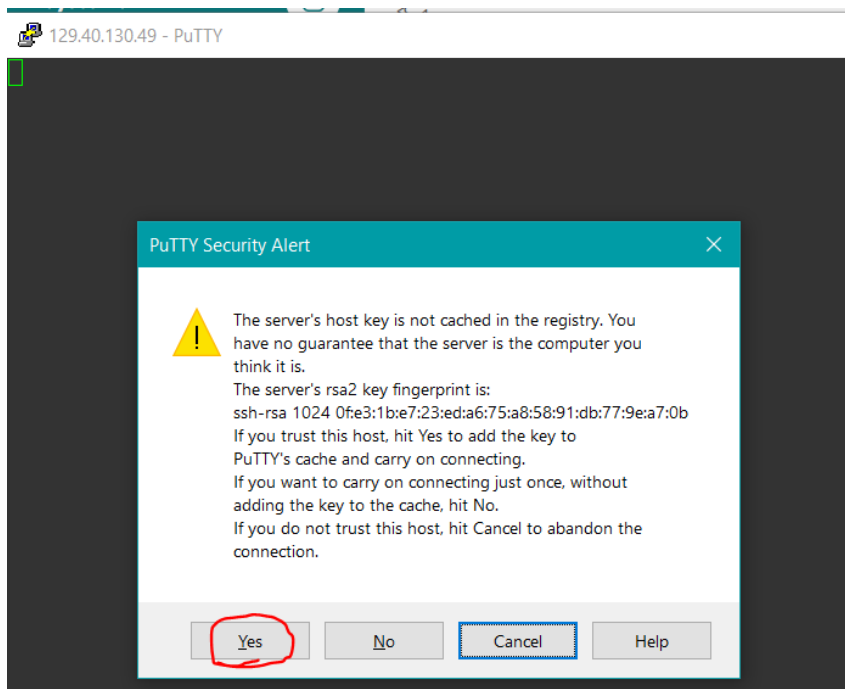 129.40.130.49 - PuTTY
PuTTY Security Alert
The server's host key is not cached in the registry. You
have no guarantee that the server is the computer you
think it is.
The server's rsa2 key fingerprint is:
ssh-rsa 1024 0f:e3:1b:e7:23:ed:a6:75:a8:58:91:db:77:9e:a7:0b
If you trust this host, hit Yes to add the key to
PuTTY's cache and carry on connecting.
If you want to carry on connecting just once, without
adding the key to the cache, hit No.
If you do not trust this host, hit Cancel to abandon the
connection.
Yes No Cancel Help